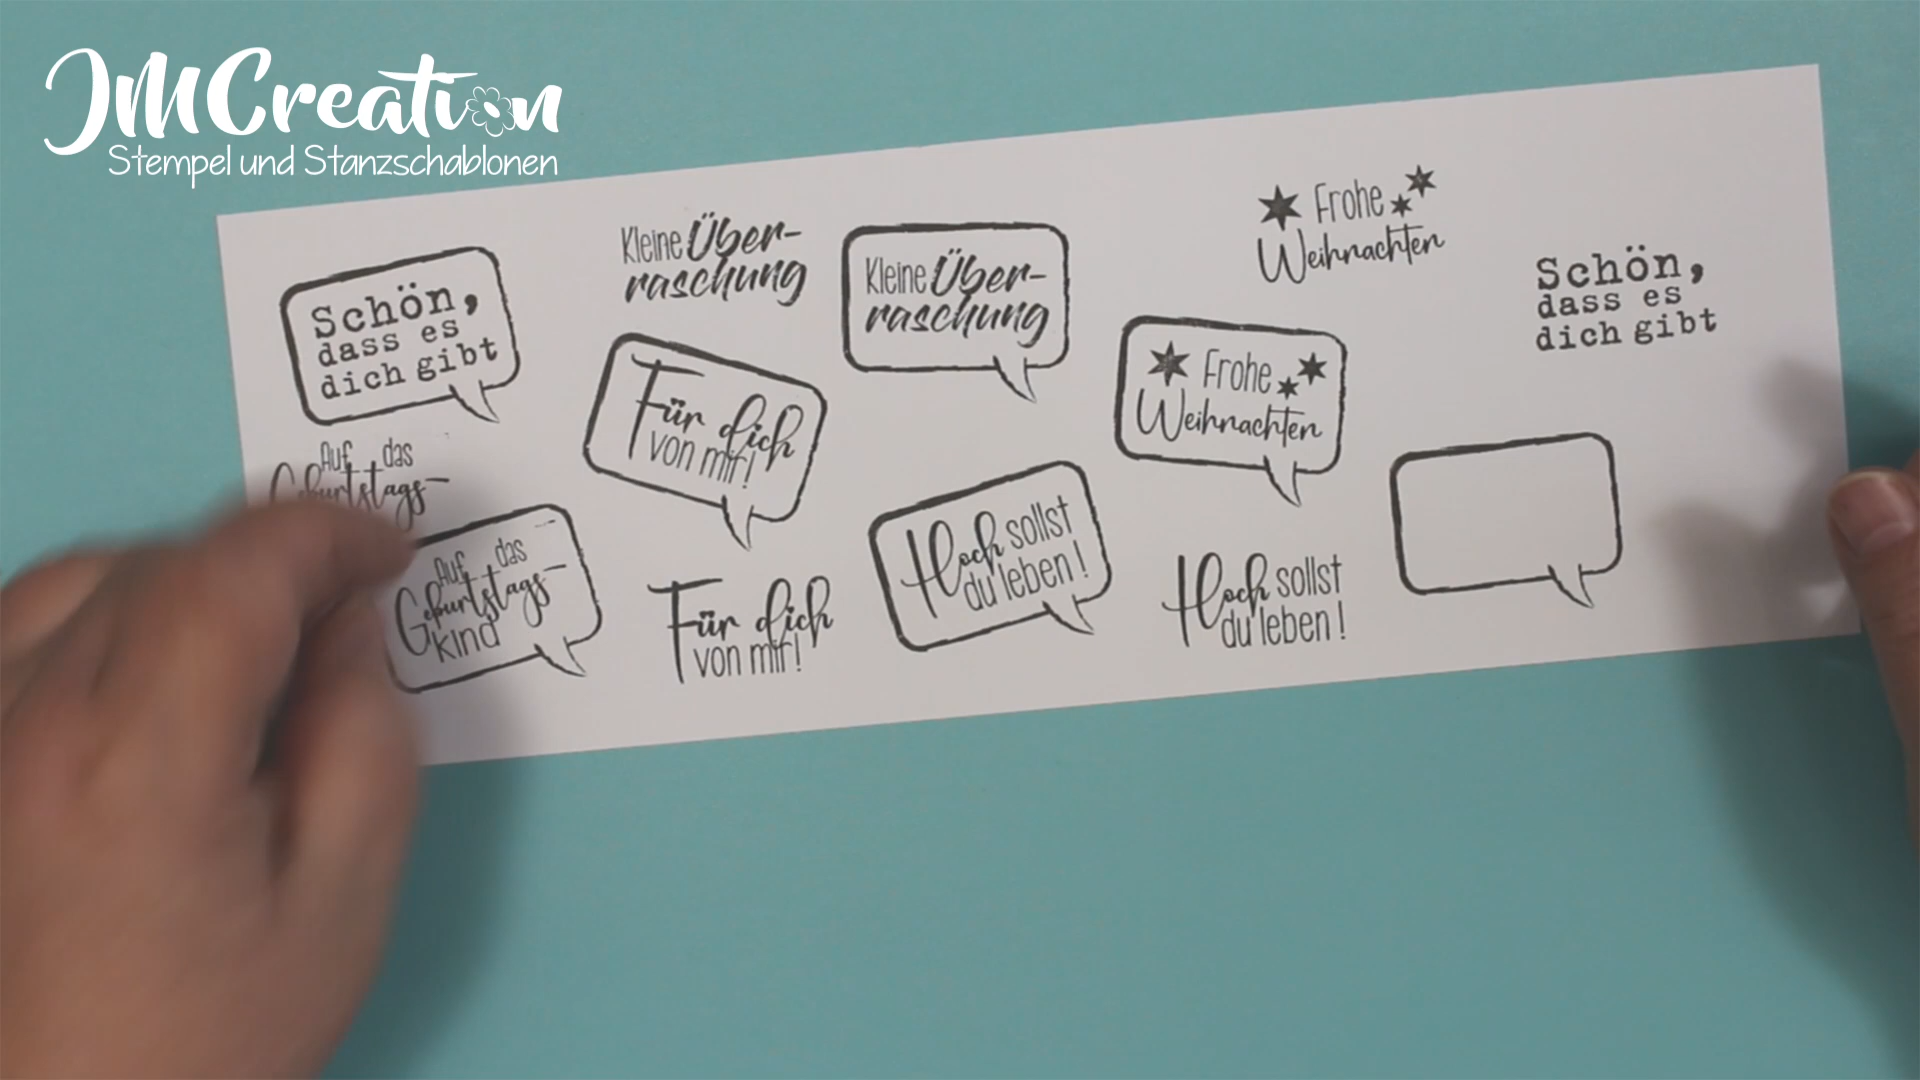 JMCreation
Stempel und Stanzschablonen
Schön,
dass es
dich gibt
Kleine Über-
raschung
Kleine Über-
raschung
Frohe
Weihnachten
Schön,
dass es
dich gibt
Für dich
von mir!
Frohe
Weihnachten
Auf das
Geburtstags-
Auf das
Geburtstags-
kind
Für dich
von mir!
Hoch sollst
du leben!
Hoch sollst
du leben!